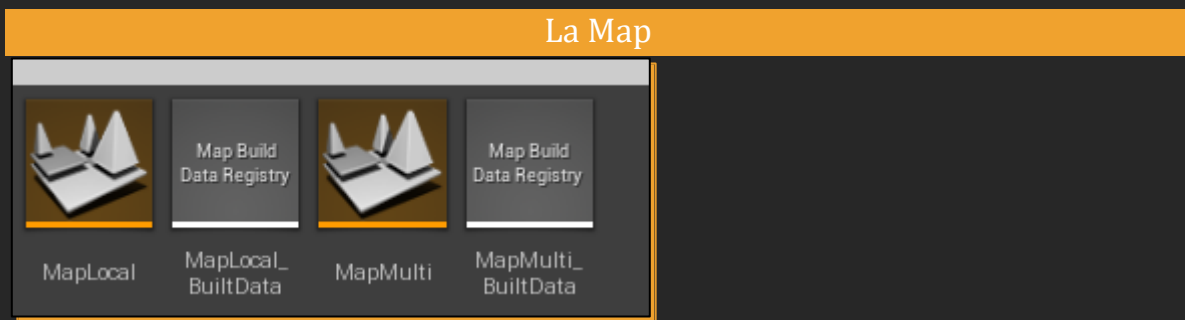 La Map
Map Build
Data Registry
Map Build
Data Registry
MapLocal
MapLocal_
BuiltData
MapMulti
MapMulti_
BuiltData